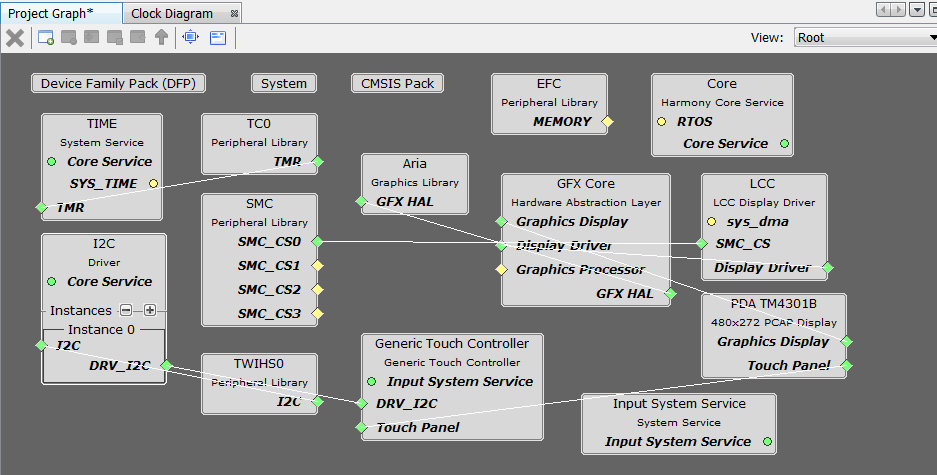 Project Graph*
Clock Diagram
View:
Root
Device Family Pack (DFP)
System
CMSIS Pack
EFC
Peripheral Library
MEMORY
Core
Harmony Core Service
RTOS
Core Service
TIME
System Service
Core Service
SYS_TIME
TMR
TC0
Peripheral Library
TMR
Aria
Graphics Library
GFX HAL
GFX Core
Hardware Abstraction Layer
Graphics Display
Display Driver
Graphics Processor
GFX HAL
LCC
LCC Display Driver
sys_dma
SMC_CS
Display Driver
SMC
Peripheral Library
SMC_CS0
SMC_CS1
SMC_CS2
SMC_CS3
I2C
Driver
Core Service
Instances
Instance 0
I2C
DRV_I2C
PDA TM4301B
480x272 PCAP Display
Graphics Display
Touch Panel
TWIHS0
Peripheral Library
I2C
Generic Touch Controller
Generic Touch Controller
Input System Service
DRV_I2C
Touch Panel
Input System Service
System Service
Input System Service